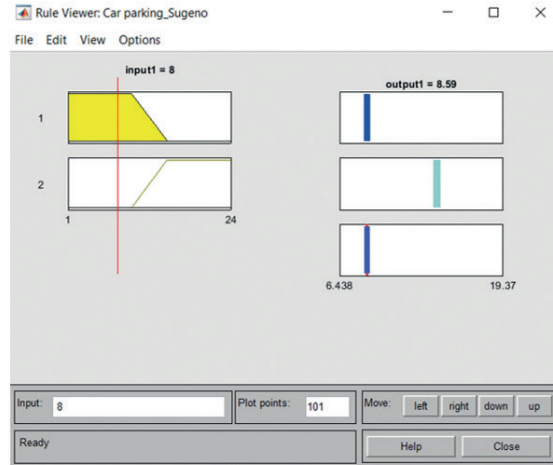 Rule Viewer: Car parking_Sugeno
File Edit View Options
input1 = 8
output1 = 8.59
1
2
1 24
6.438 19.37
Input: 8 Plot points: 101 Move: left right down up
Ready Help Close